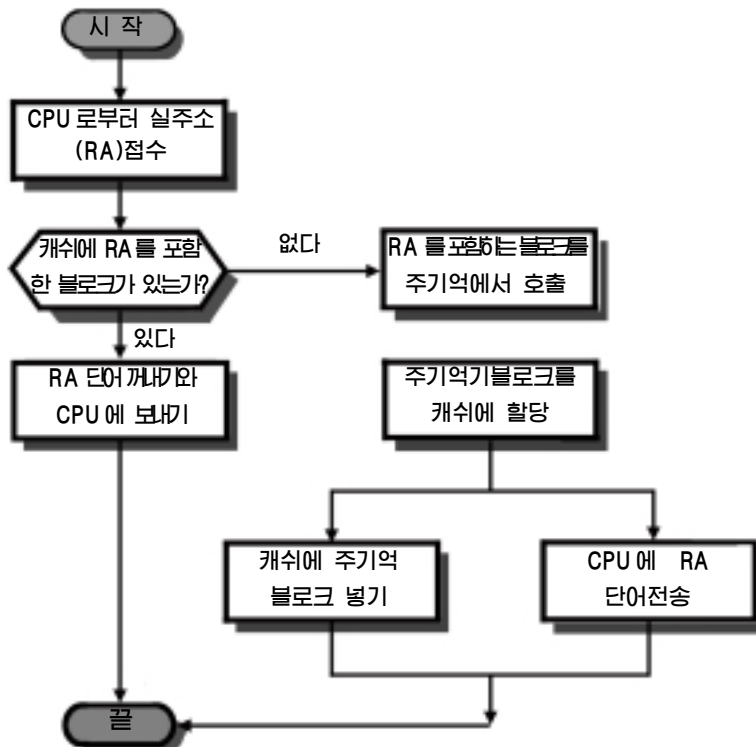 시 작
CPU 로부터 실주소
(RA)접수
캐쉬에 RA 를 포함
한 블로크가 있는가?
없다
RA 를포함하는블로크를
주기억에서 호출
있다
RA 단어꺼내기와
CPU 에 보내기
주기억기블로크를
캐쉬에 할당
캐쉬에 주기억
블로크 넣기
CPU 에 RA
단어전송
끝